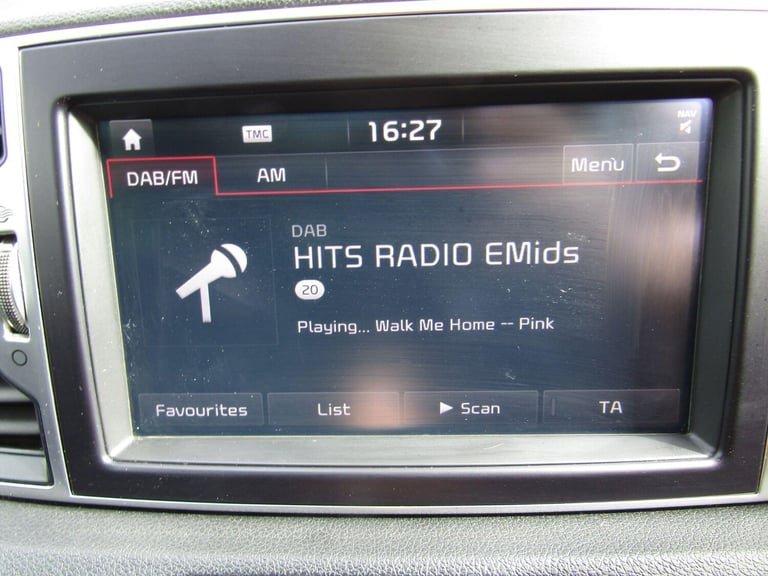 TMC 16:27 NAV
DAB/FM AM Menu
DAB
HITS RADIO EMids
20
Playing... Walk Me Home -- Pink
Favourites List Scan TA